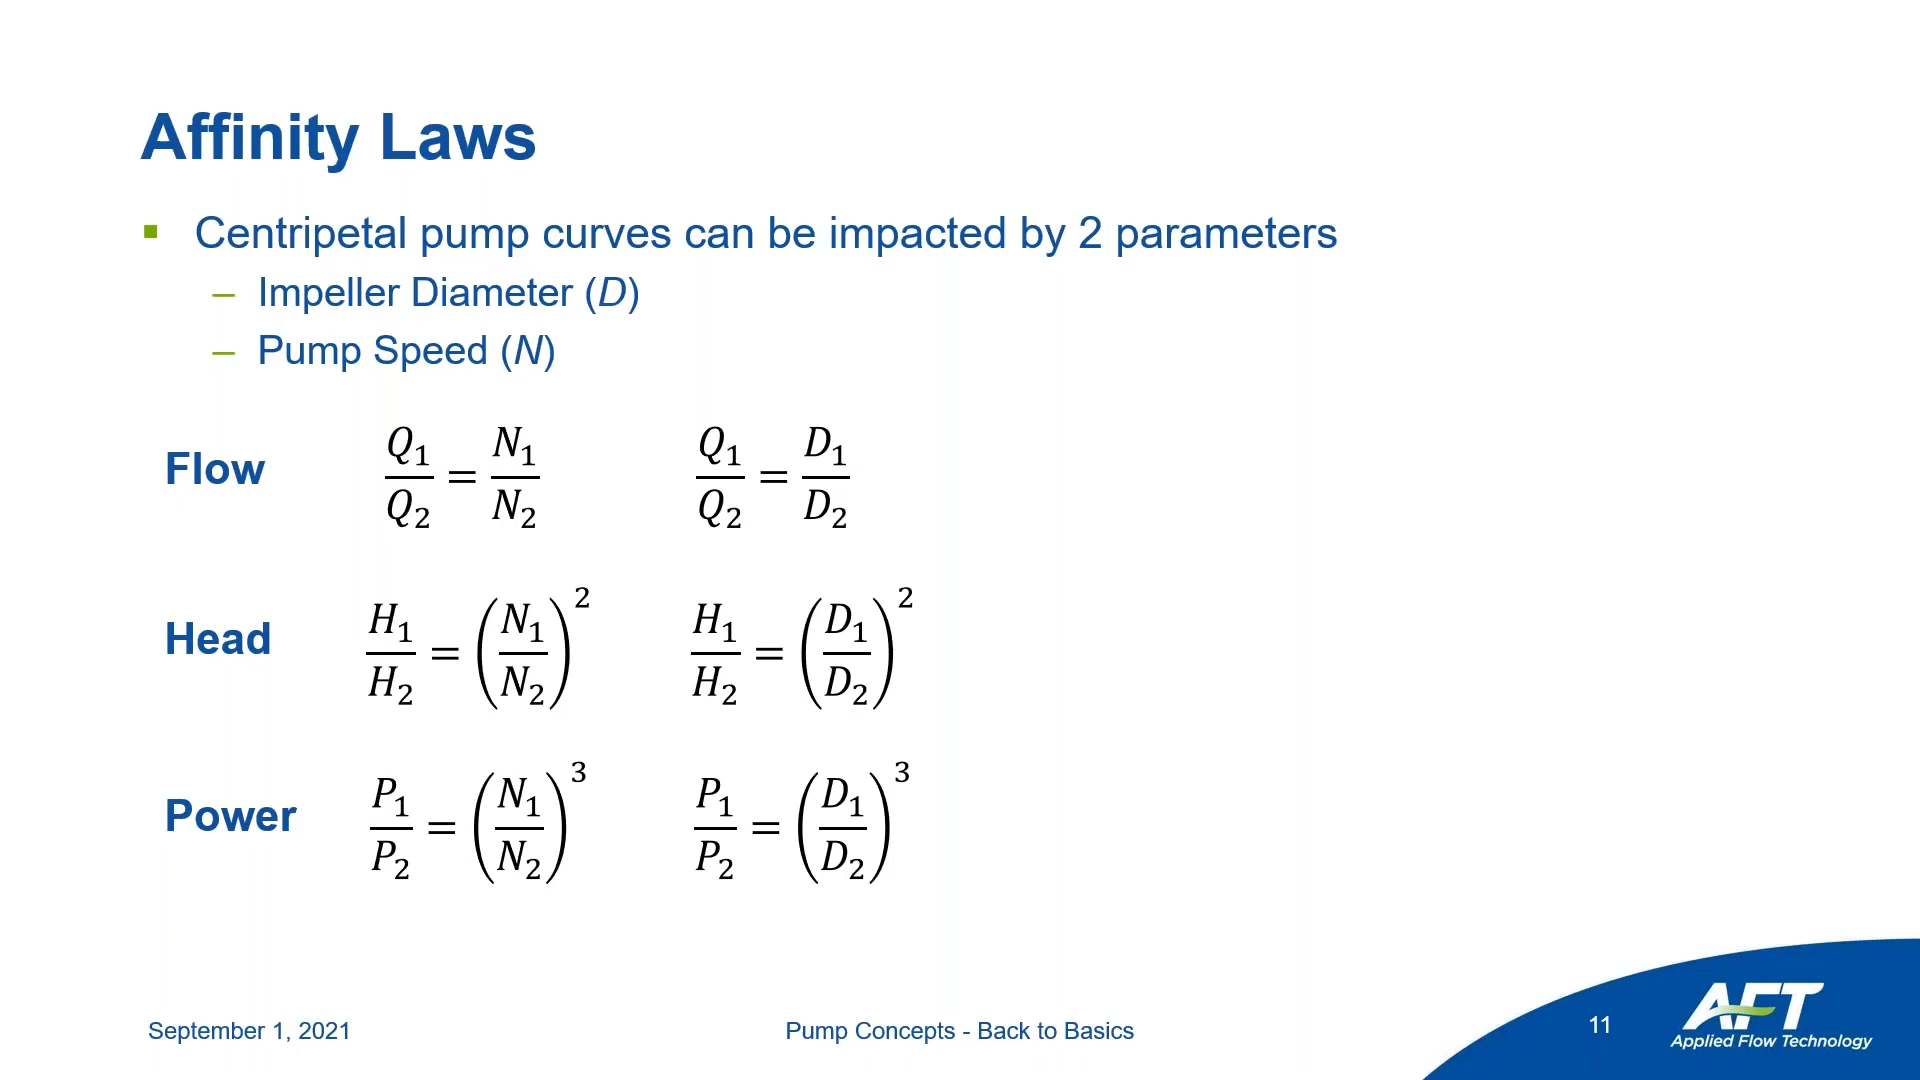 Affinity Laws
▪ Centripetal pump curves can be impacted by 2 parameters
– Impeller Diameter (D)
– Pump Speed (N)
Flow Q₁/Q₂ = N₁/N₂ Q₁/Q₂ = D₁/D₂
Head H₁/H₂ = (N₁/N₂)² H₁/H₂ = (D₁/D₂)²
Power P₁/P₂ = (N₁/N₂)³ P₁/P₂ = (D₁/D₂)³
September 1, 2021
Pump Concepts - Back to Basics
11
AFT
Applied Flow Technology